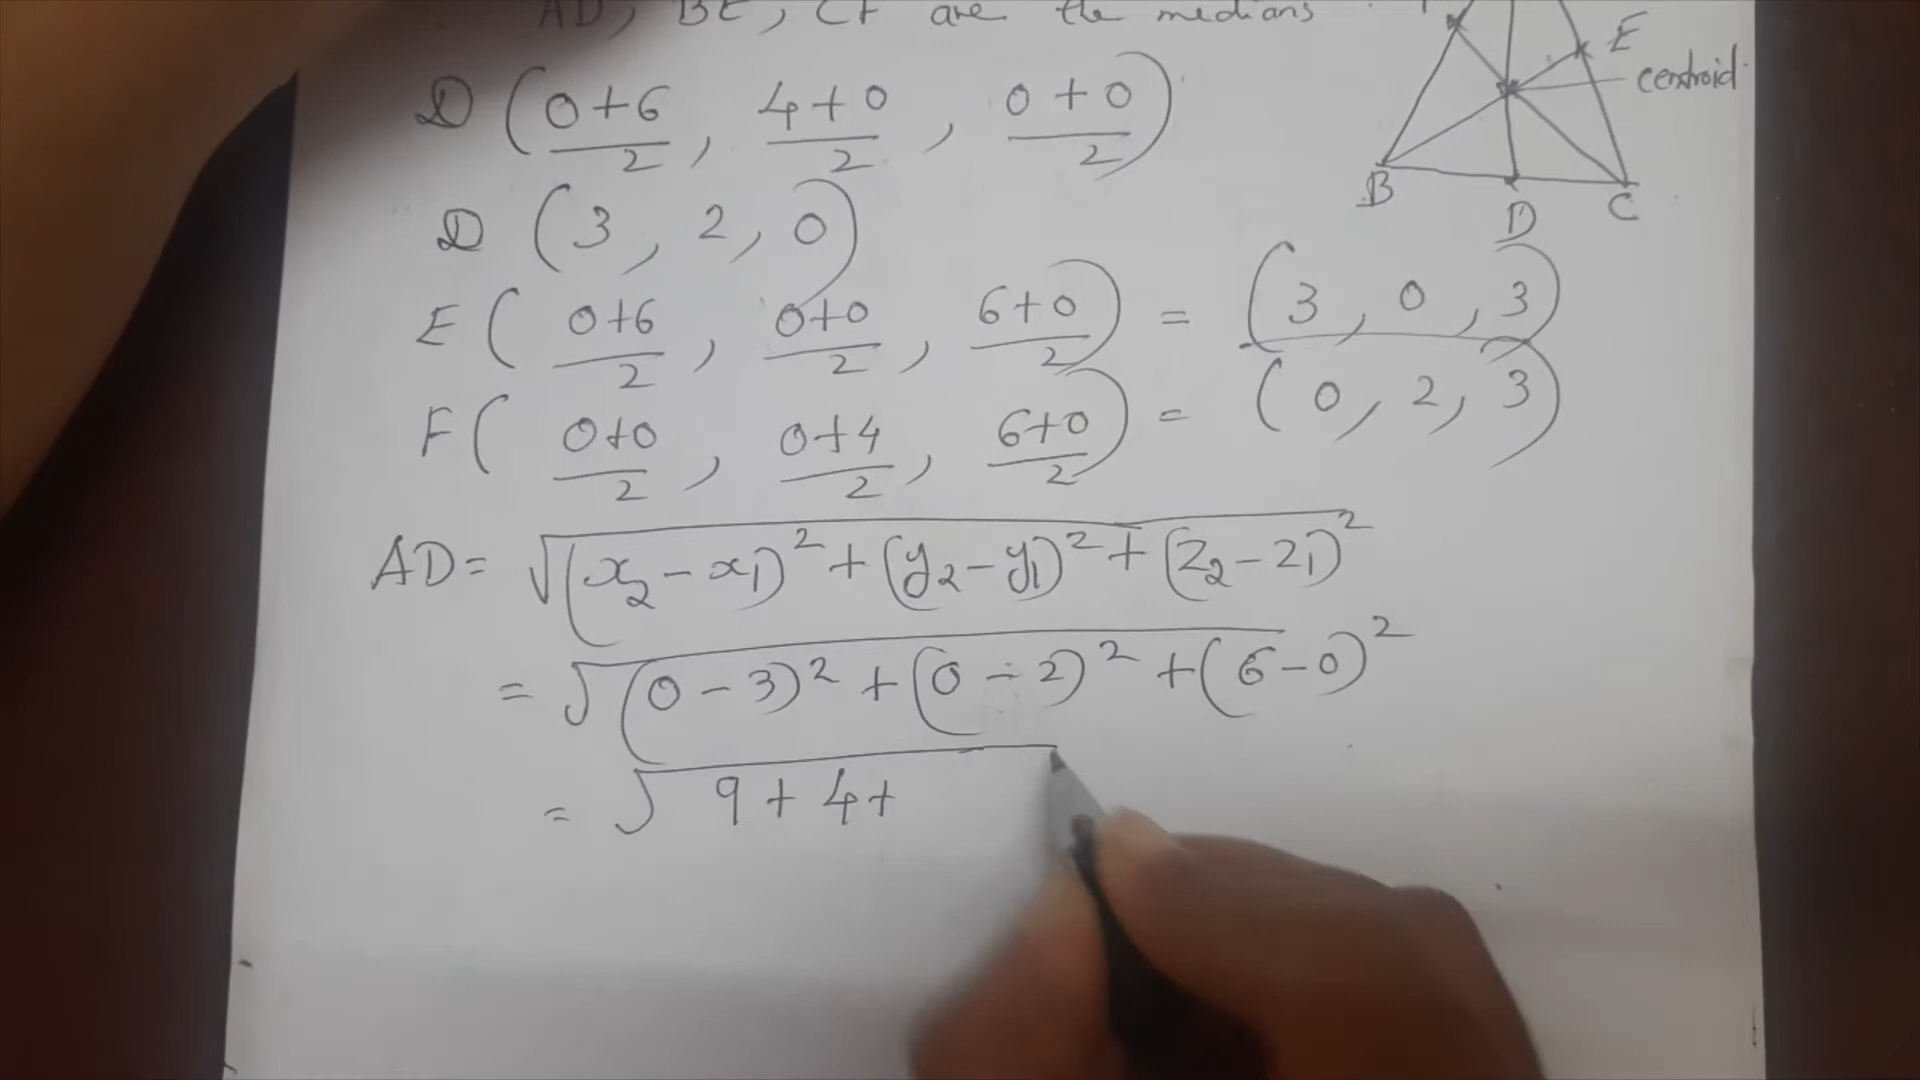 AD, BE, CF are the medians
E
centroid
B
D
C
D (0+6/2, 4+0/2, 0+0/2)
D (3, 2, 0)
E (0+6/2, 0+0/2, 6+0/2) = (3, 0, 3)
F (0+0/2, 0+4/2, 6+0/2) = (0, 2, 3)
AD = √(x₂-x₁)² + (y₂-y₁)² + (z₂-z₁)²
= √(0-3)² + (0-2)² + (6-0)²
= √9+4+